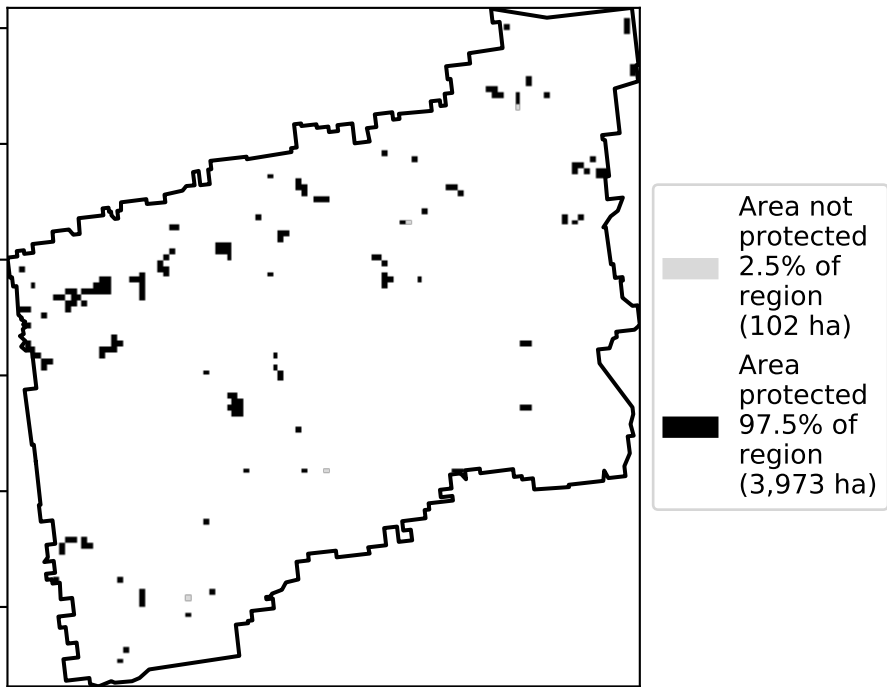 Area not
protected
2.5% of
region
(102 ha)
Area
protected
97.5% of
region
(3,973 ha)